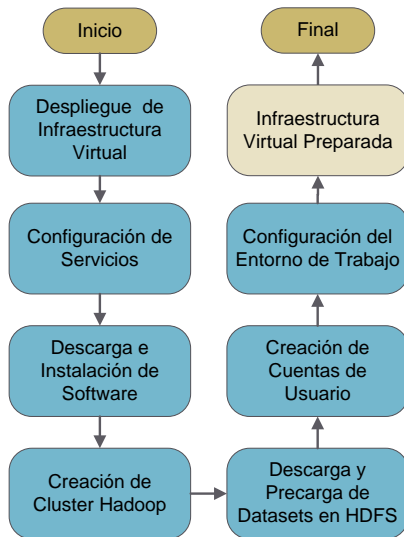 Inicio
Despliegue de
Infraestructura
Virtual
Configuración de
Servicios
Descarga e
Instalación de
Software
Creación de
Cluster Hadoop
Descarga y
Precarga de
Datasets en HDFS
Creación de
Cuentas de
Usuario
Configuración del
Entorno de Trabajo
Infraestructura
Virtual Preparada
Final